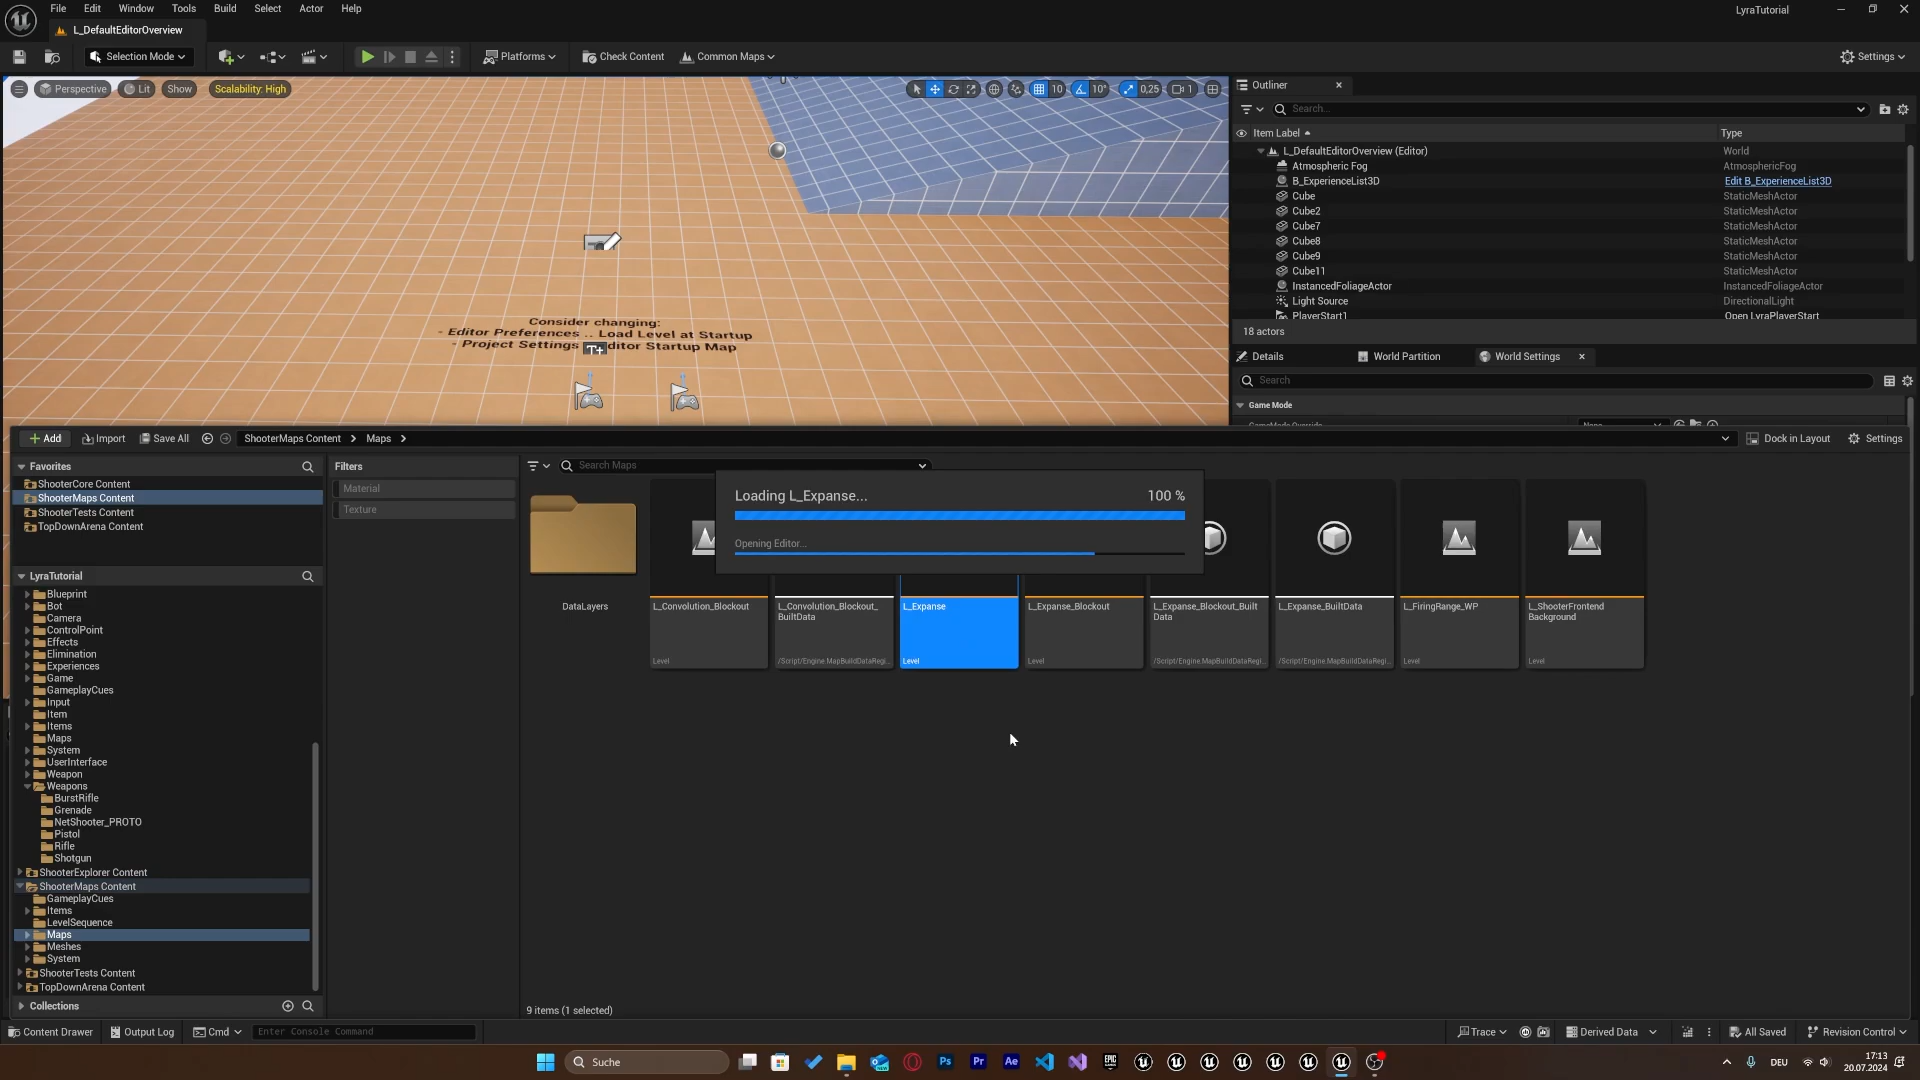 File Edit Window Tools Build Select Actor Help
LyraTutorial
L_DefaultEditorOverview
Selection Mode
Platforms
Check Content
Common Maps
Settings
Perspective
Lit
Show
Scalability: High
10
10°
0,25
1
Consider changing:
- Editor Preferences .. Load Level at Startup
- Project Settings
ditor Startup Map
Outliner
Search...
Item Label
Type
L_DefaultEditorOverview (Editor)
World
Atmospheric Fog
AtmosphericFog
B_ExperienceList3D
Edit B_ExperienceList3D
Cube
StaticMeshActor
Cube2
StaticMeshActor
Cube7
StaticMeshActor
Cube8
StaticMeshActor
Cube9
StaticMeshActor
Cube11
StaticMeshActor
InstancedFoliageActor
InstancedFoliageActor
Light Source
DirectionalLight
PlayerStart1
Open LyraPlayerStart
18 actors
Details
World Partition
World Settings
Search
Game Mode
Add
Import
Save All
ShooterMaps Content
Maps
Dock in Layout
Settings
Favorites
ShooterCore Content
ShooterMaps Content
ShooterTests Content
TopDownArena Content
Filters
Material
Texture
Search Maps
Loading L_Expanse...
100 %
Opening Editor...
DataLayers
L_Convolution_Blockout
Level
L_Convolution_Blockout_
BuiltData
/Script/Engine.MapBuildDataRegi...
L_Expanse
Level
L_Expanse_Blockout
Level
L_Expanse_Blockout_Built
Data
/Script/Engine.MapBuildDataRegi...
L_Expanse_BuiltData
/Script/Engine.MapBuildDataRegi...
L_FiringRange_WP
Level
L_ShooterFrontend
Background
Level
LyraTutorial
Blueprint
Bot
Camera
ControlPoint
Effects
Elimination
Experiences
Game
GameplayCues
Input
Item
Items
Maps
System
UserInterface
Weapon
Weapons
BurstRifle
Grenade
NetShooter_PROTO
Pistol
Rifle
Shotgun
ShooterExplorer Content
ShooterMaps Content
GameplayCues
Items
LevelSequence
Maps
Meshes
System
ShooterTests Content
TopDownArena Content
Collections
9 items (1 selected)
Content Drawer
Output Log
Cmd
Enter Console Command
Trace
Derived Data
All Saved
Revision Control
Suche
Ps
Pr
Ae
DEU
17:13
20.07.2024